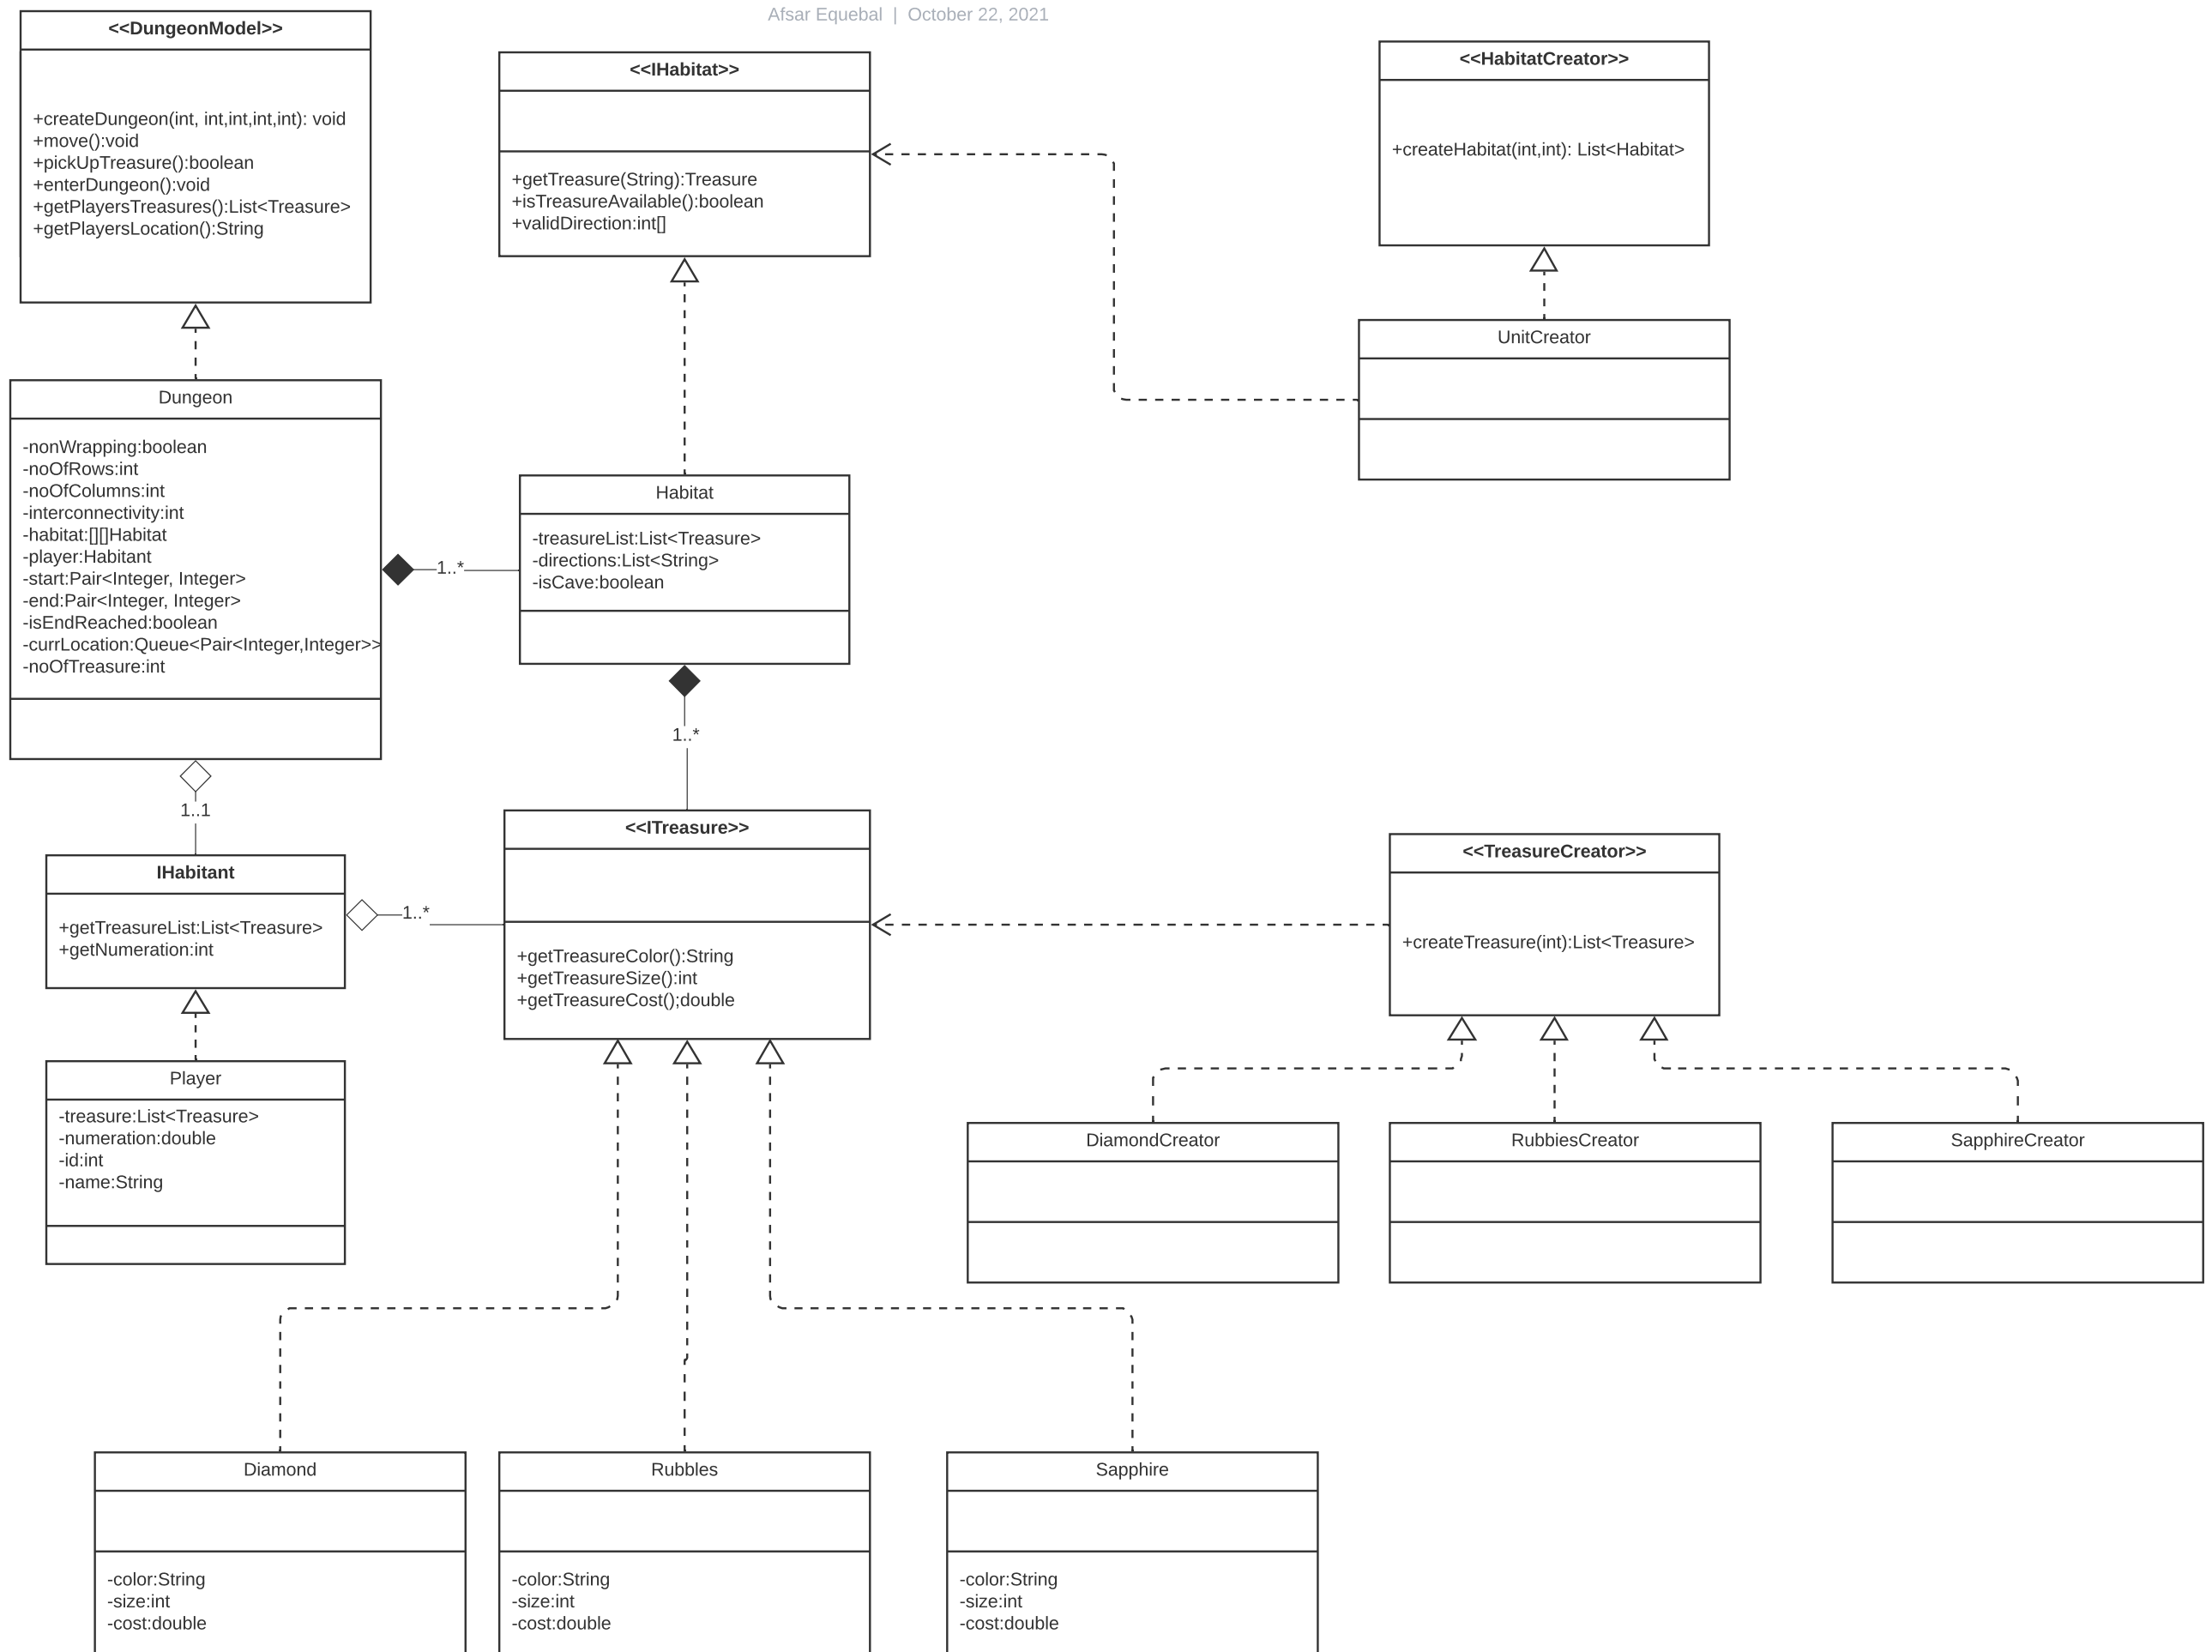 Afsar Equebal | October 22, 2021
<<DungeonModel>>
+createDungeon(int, int,int,int,int): void
+move():void
+pickUpTreasure():boolean
+enterDungeon():void
+getPlayersTreasures():List<Treasure>
+getPlayersLocation():String
<<IHabitat>>
+getTreasure(String):Treasure
+isTreasureAvailable():boolean
+validDirection:int[]
<<HabitatCreator>>
+createHabitat(int,int): List<Habitat>
UnitCreator
Dungeon
-nonWrapping:boolean
-noOfRows:int
-noOfColumns:int
-interconnectivity:int
-habitat:[][]Habitat
-player:Habitant
-start:Pair<Integer, Integer>
-end:Pair<Integer, Integer>
-isEndReached:boolean
-currLocation:Queue<Pair<Integer,Integer>>
-noOfTreasure:int
1..*
Habitat
-treasureList:List<Treasure>
-directions:List<String>
-isCave:boolean
1..*
1..1
IHabitant
+getTreasureList:List<Treasure>
+getNumeration:int
1..*
<<ITreasure>>
+getTreasureColor():String
+getTreasureSize():int
+getTreasureCost();double
<<TreasureCreator>>
+createTreasure(int):List<Treasure>
Player
-treasure:List<Treasure>
-numeration:double
-id:int
-name:String
DiamondCreator
RubbiesCreator
SapphireCreator
Diamond
-color:String
-size:int
-cost:double
Rubbles
-color:String
-size:int
-cost:double
Sapphire
-color:String
-size:int
-cost:double